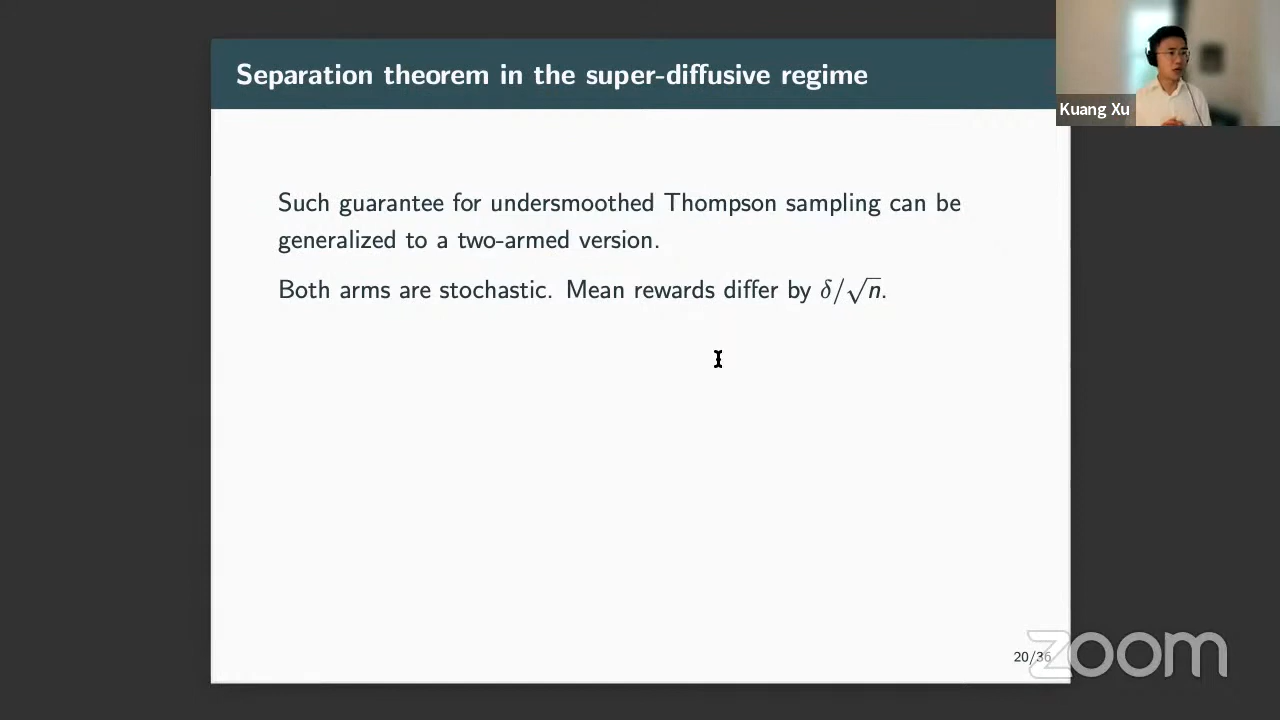 Separation theorem in the super-diffusive regime
Kuang Xu
Such guarantee for undersmoothed Thompson sampling can be
generalized to a two-armed version.
Both arms are stochastic. Mean rewards differ by δ/√n.
20/36
zoom